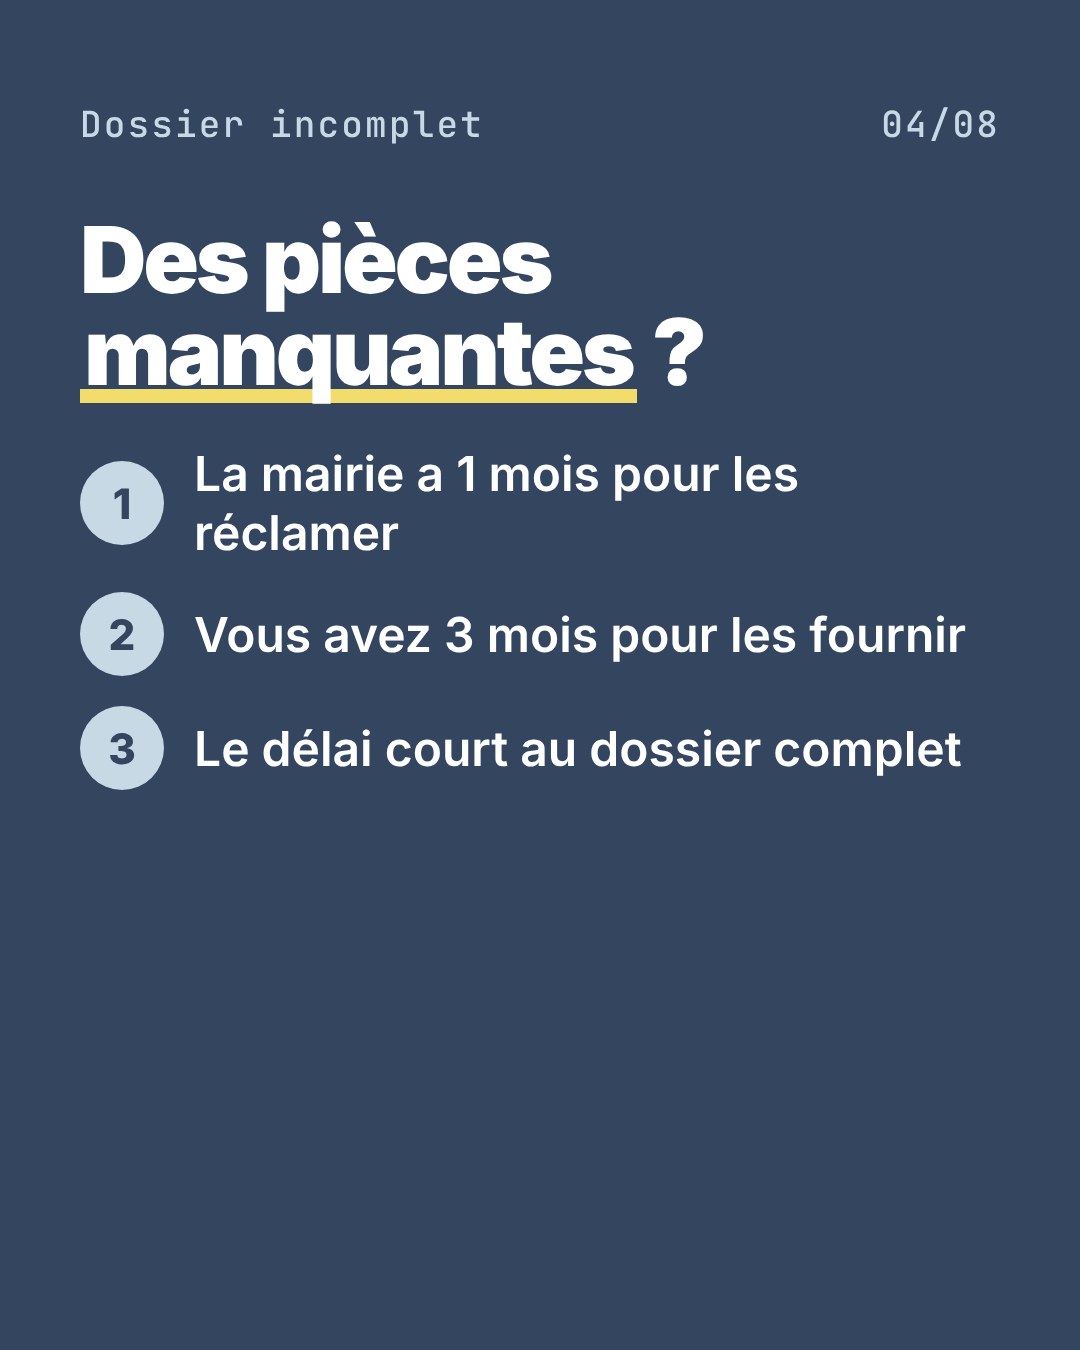 Dossier incomplet 04/08
Des pièces
manquantes ?
1 La mairie a 1 mois pour les
réclamer
2 Vous avez 3 mois pour les fournir
3 Le délai court au dossier complet